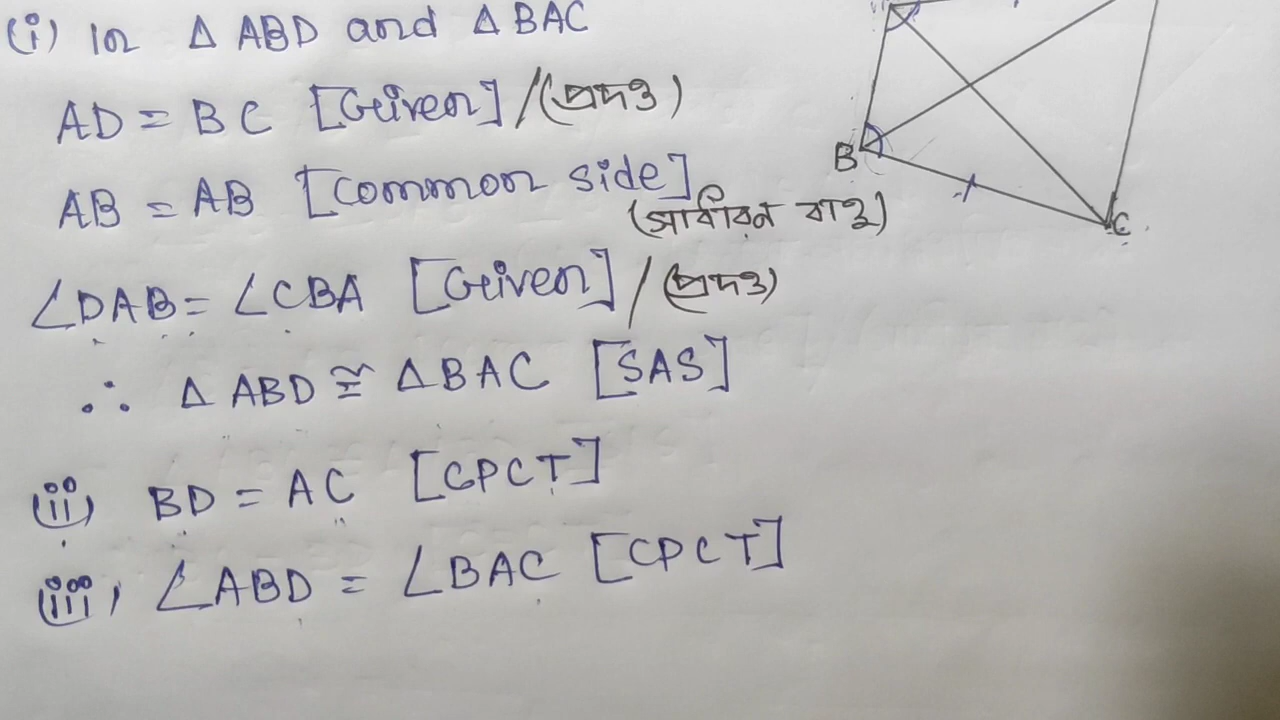 (i) In △ ABD and △ BAC
AD = BC [Given] /(প্রদত্ত)
AB = AB [Common side]
(সাধারন বাহু)
∠DAB = ∠CBA [Given] /(প্রদত্ত)
∴ △ ABD ≅ △ BAC [SAS]
(ii) BD = AC [CPCT]
(iii) ∠ABD = ∠BAC [CPCT]
B
C